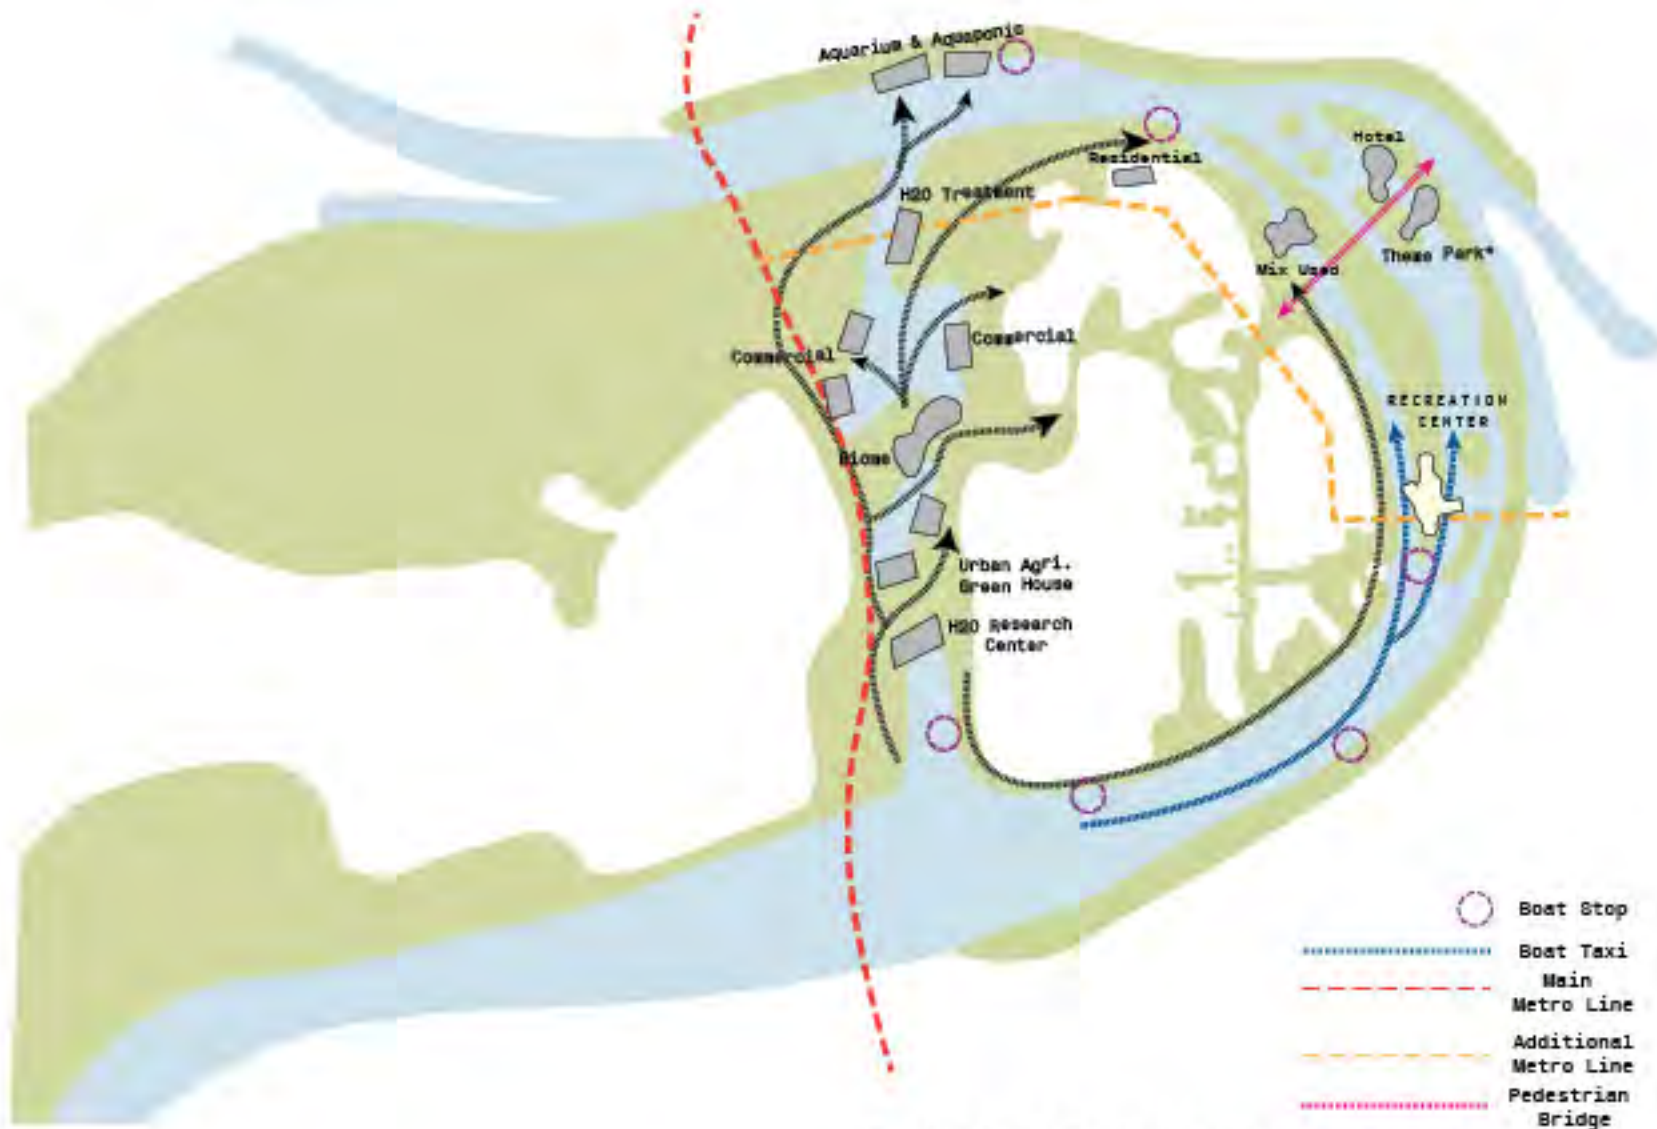 Aquarium & Aquaponic
Hotel
Residential
H2O Treatment
Theme Park*
Mix Used
Commercial
Commercial
RECREATION
CENTER
Biome
Urban Agri.
Green House
H2O Research
Center
Boat Stop
Boat Taxi
Main
Metro Line
Additional
Metro Line
Pedestrian
Bridge